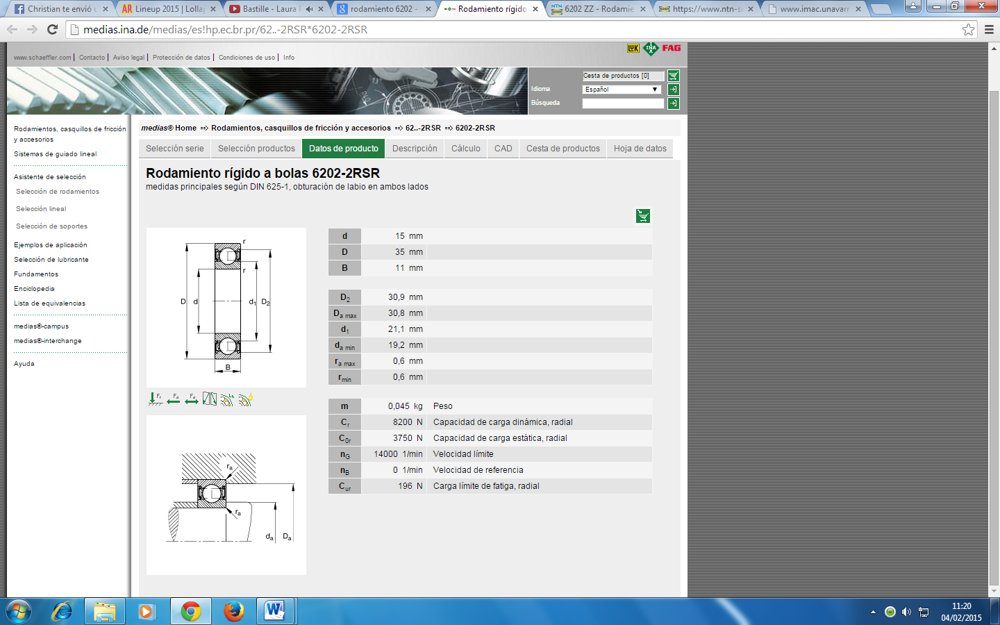 Christian te envió u
Lineup 2015 | Lollap
Bastille - Laura P
rodamiento 6202 -
Rodamiento rígido
6202 ZZ - Rodamie
https://www.ntn-s
www.imac.unavarr
medias.ina.de/medias/es!hp.ec.br.pr/62..-2RSR*6202-2RSR
www.schaeffler.com | Contacto | Aviso legal | Protección de datos | Condiciones de uso | Info
LUK INA FAG
Cesta de productos [0]
Idioma Español
Búsqueda
Rodamientos, casquillos de fricción
y accesorios
Sistemas de guiado lineal
Asistente de selección
Selección de rodamientos
Selección lineal
Selección de soportes
Ejemplos de aplicación
Selección de lubricante
Fundamentos
Enciclopedia
Lista de equivalencias
medias®-campus
medias®-interchange
Ayuda
medias® Home Rodamientos, casquillos de fricción y accesorios 62..-2RSR 6202-2RSR
Selección serie Selección productos Datos de producto Descripción Cálculo CAD Cesta de productos Hoja de datos
Rodamiento rígido a bolas 6202-2RSR
medidas principales según DIN 625-1, obturación de labio en ambos lados
r
r
D d d1 D2
B
Fr Fa Fa
ra
ra
da Da
d 15 mm
D 35 mm
B 11 mm
D2 30,9 mm
Da max 30,8 mm
d1 21,1 mm
da min 19,2 mm
ra max 0,6 mm
rmin 0,6 mm
m 0,045 kg Peso
Cr 8200 N Capacidad de carga dinámica, radial
C0r 3750 N Capacidad de carga estática, radial
nG 14000 1/min Velocidad límite
nB 0 1/min Velocidad de referencia
Cur 196 N Carga límite de fatiga, radial
11:20
04/02/2015